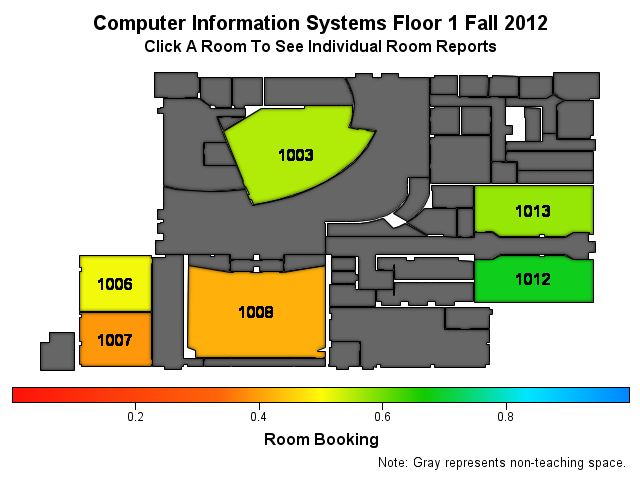 Computer Information Systems Floor 1 Fall 2012
Click A Room To See Individual Room Reports
1003
1013
1006
1012
1008
1007
0.2 0.4 0.6 0.8
Room Booking
Note: Gray represents non-teaching space.